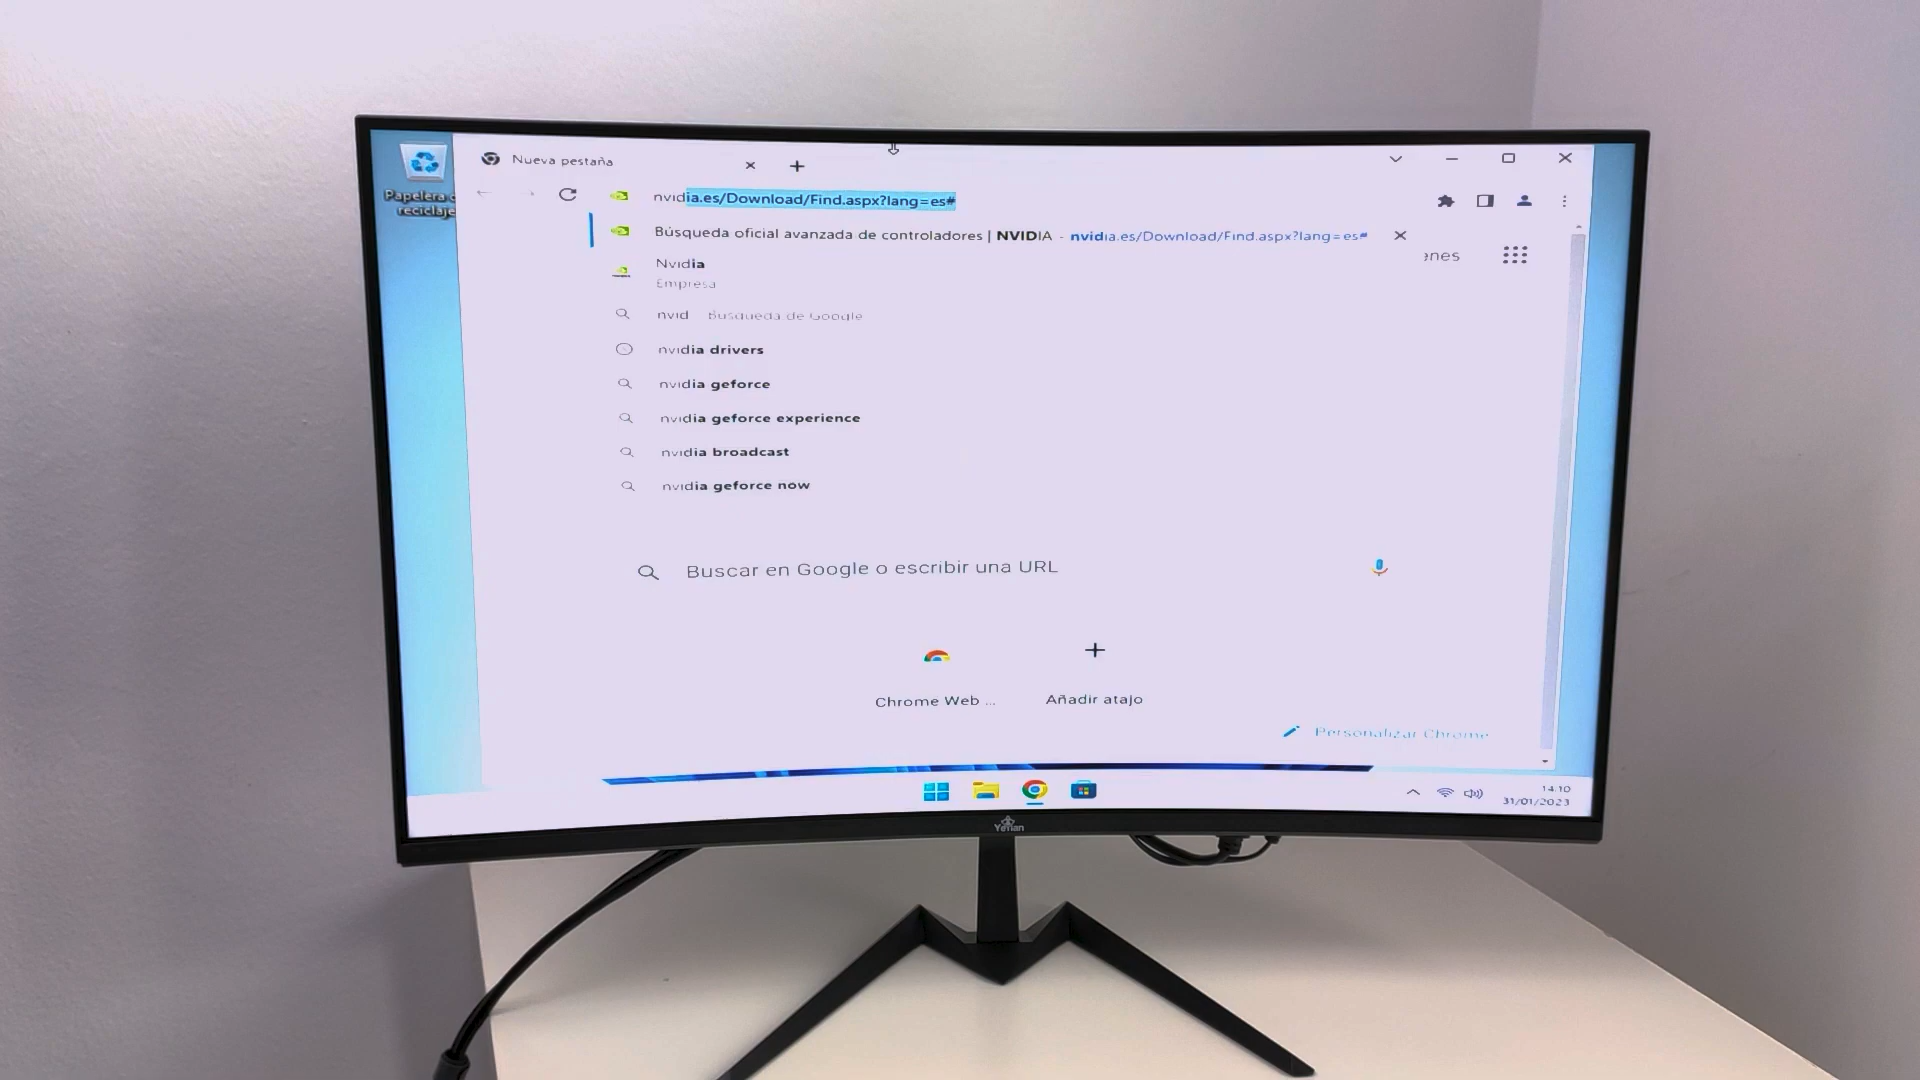 Papelera
reciclaje
Nueva pestaña
nvidia.es/Download/Find.aspx?lang=es#
Búsqueda oficial avanzada de controladores | NVIDIA - nvidia.es/Download/Find.aspx?lang=es#
Nvidia
Empresa
enes
nvid Búsqueda de Google
nvidia drivers
nvidia geforce
nvidia geforce experience
nvidia broadcast
nvidia geforce now
Buscar en Google o escribir una URL
Chrome Web ...
Añadir atajo
Personalizar Chrome
14:10
31/01/2023
Yeyian